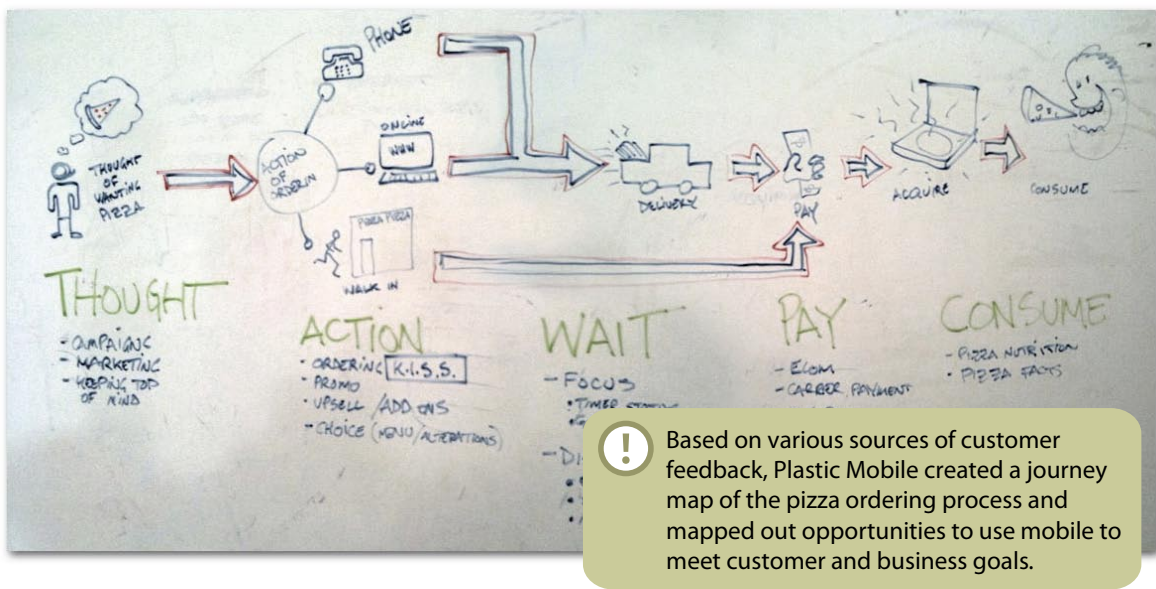 PHONE
ONLINE
WWW
THOUGHT
OF
WANTING
PIZZA
ACTION
OF
ORDERIN
PIZZA PIZZA
WALK IN
DELIVERY
PAY
ACQUIRE
CONSUME
THOUGHT
- CAMPAIGNS
- MARKETING
- KEEPING TOP
OF MIND
ACTION
- ORDERING K.I.S.S.
- PROMO
- UPSELL / ADD ONS
- CHOICE (MENU/ALTERATIONS)
WAIT
- FOCUS
• TIMER
PAY
- ECOM
- CARRIER PAYMENT
CONSUME
- PIZZA NUTRITION
• PIZZA FACTS
!
Based on various sources of customer
feedback, Plastic Mobile created a journey
map of the pizza ordering process and
mapped out opportunities to use mobile to
meet customer and business goals.